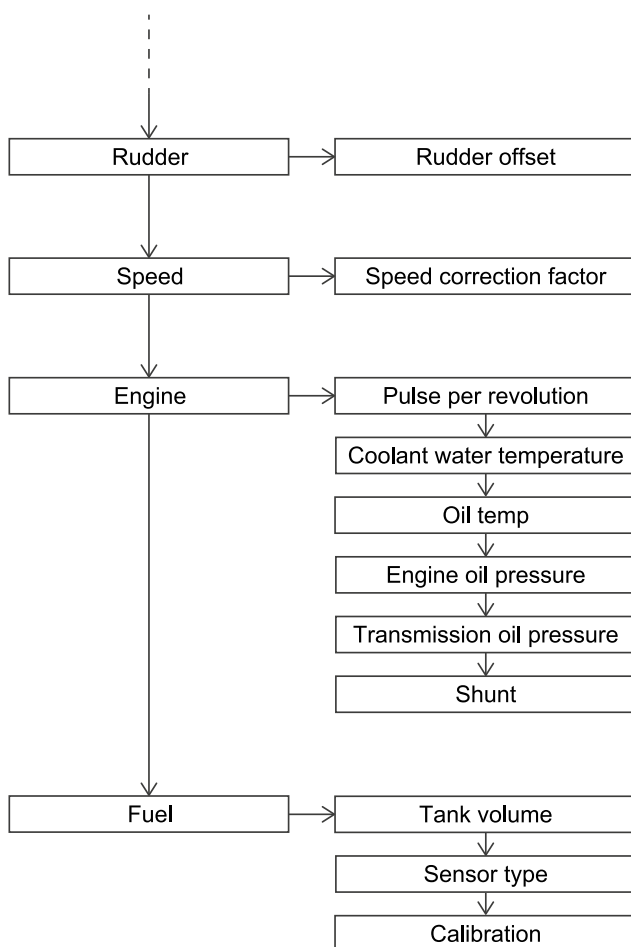 Rudder
Rudder offset
Speed
Speed correction factor
Engine
Pulse per revolution
Coolant water temperature
Oil temp
Engine oil pressure
Transmission oil pressure
Shunt
Fuel
Tank volume
Sensor type
Calibration